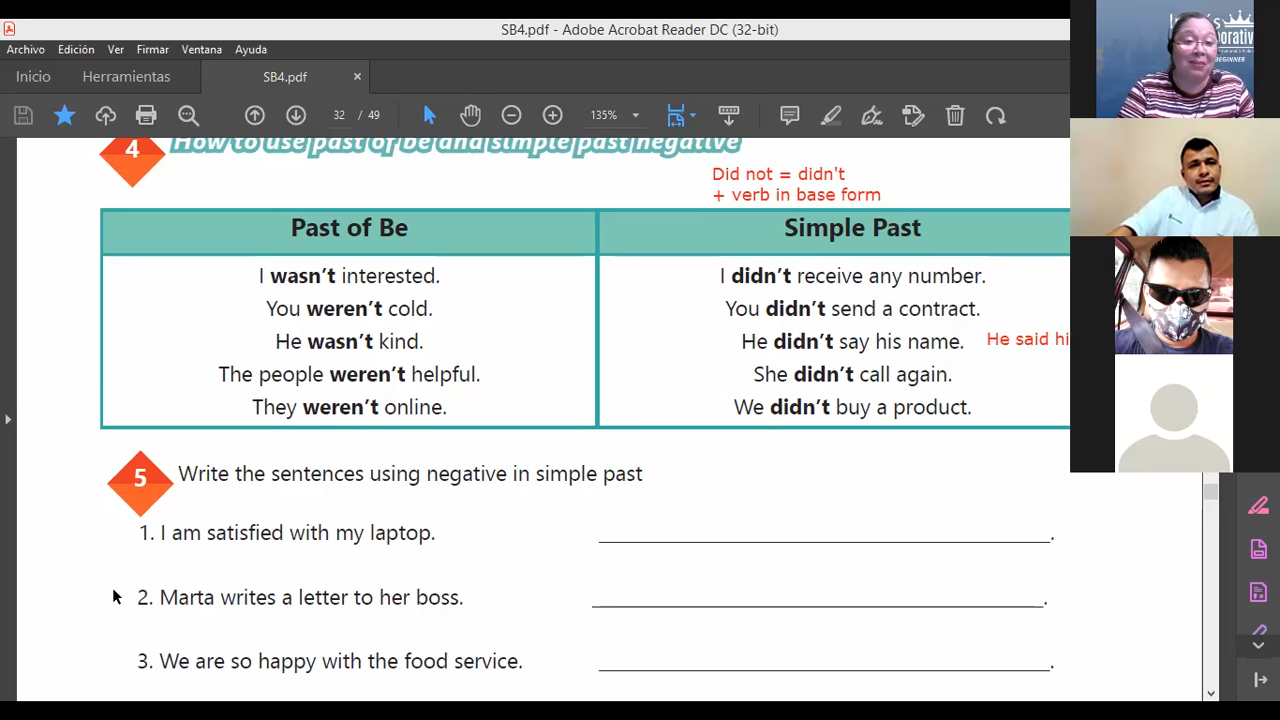 SB4.pdf - Adobe Acrobat Reader DC (32-bit)
Archivo Edición Ver Firmar Ventana Ayuda
Inicio Herramientas SB4.pdf ×
32 / 49 135%
4 How to use past of be and simple past negative
Did not = didn't
+ verb in base form
Past of Be Simple Past
I wasn't interested. I didn't receive any number.
You weren't cold. You didn't send a contract.
He wasn't kind. He didn't say his name. He said hi
The people weren't helpful. She didn't call again.
They weren't online. We didn't buy a product.
5 Write the sentences using negative in simple past
1. I am satisfied with my laptop. ______________________.
2. Marta writes a letter to her boss. ______________________.
3. We are so happy with the food service. ______________________.
BEGINNER